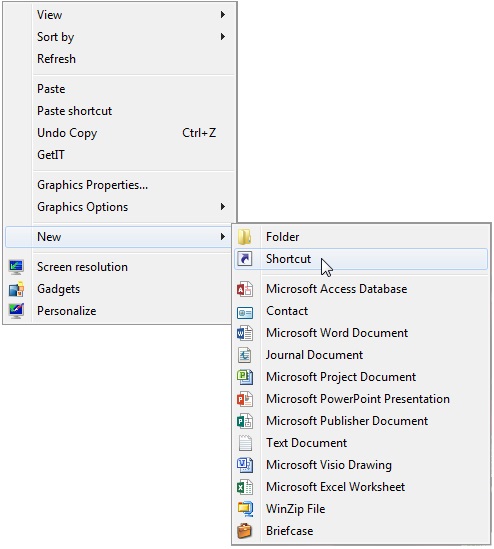 View
Sort by
Refresh
Paste
Paste shortcut
Undo Copy Ctrl+Z
GetIT
Graphics Properties...
Graphics Options
New
Screen resolution
Gadgets
Personalize
Folder
Shortcut
Microsoft Access Database
Contact
Microsoft Word Document
Journal Document
Microsoft Project Document
Microsoft PowerPoint Presentation
Microsoft Publisher Document
Text Document
Microsoft Visio Drawing
Microsoft Excel Worksheet
WinZip File
Briefcase